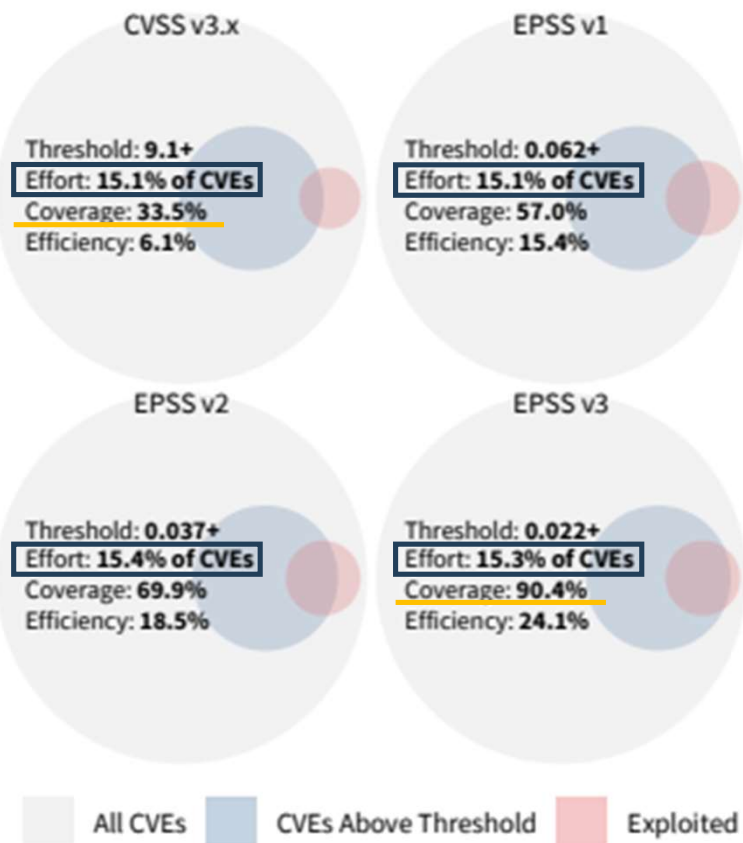 CVSS v3.x
Threshold: 9.1+
Effort: 15.1% of CVEs
Coverage: 33.5%
Efficiency: 6.1%
EPSS v1
Threshold: 0.062+
Effort: 15.1% of CVEs
Coverage: 57.0%
Efficiency: 15.4%
EPSS v2
Threshold: 0.037+
Effort: 15.4% of CVEs
Coverage: 69.9%
Efficiency: 18.5%
EPSS v3
Threshold: 0.022+
Effort: 15.3% of CVEs
Coverage: 90.4%
Efficiency: 24.1%
All CVEs
CVEs Above Threshold
Exploited